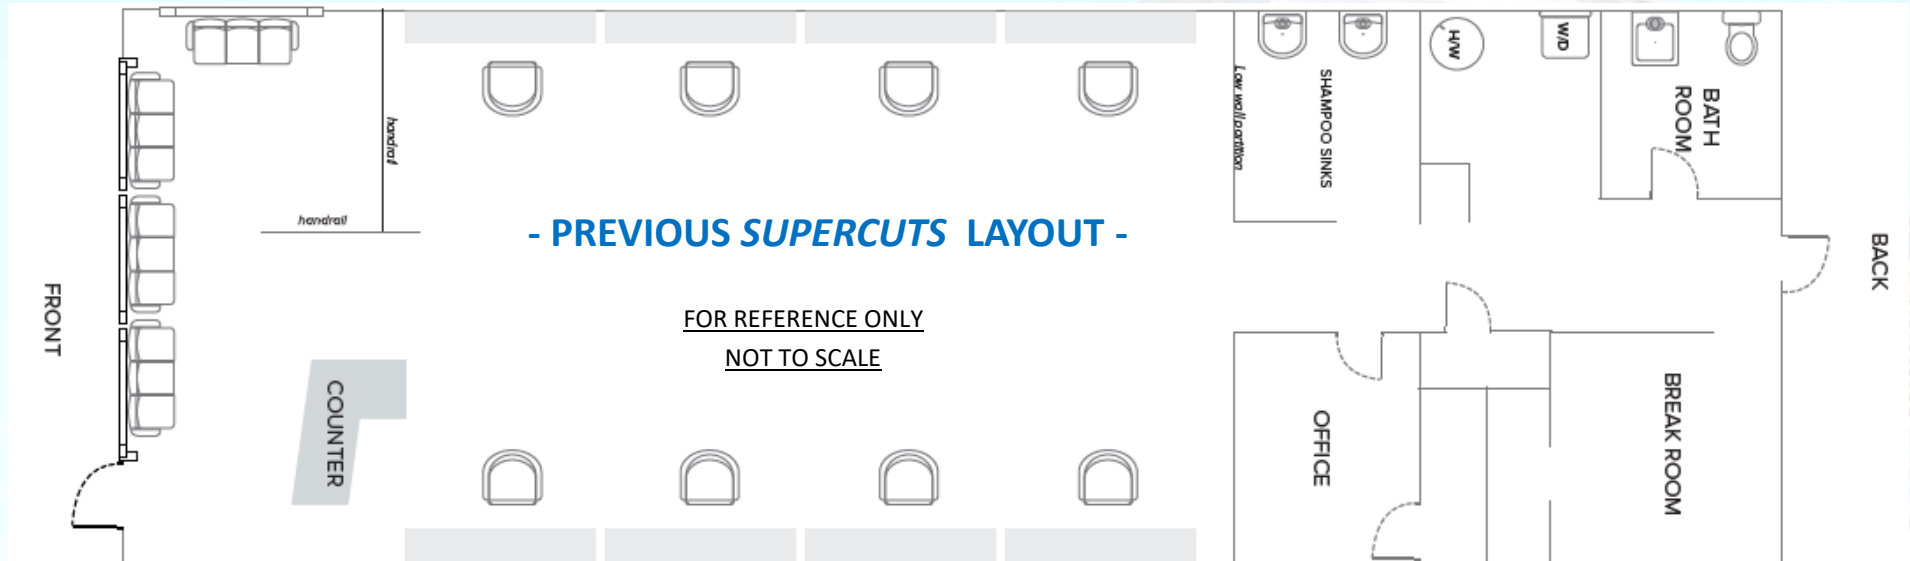 FRONT
handrail
handrail
COUNTER
- PREVIOUS SUPERCUTS LAYOUT -
FOR REFERENCE ONLY
NOT TO SCALE
Low wall partition
SHAMPOO SINKS
H/W
W/D
BATH
ROOM
OFFICE
BREAK ROOM
BACK